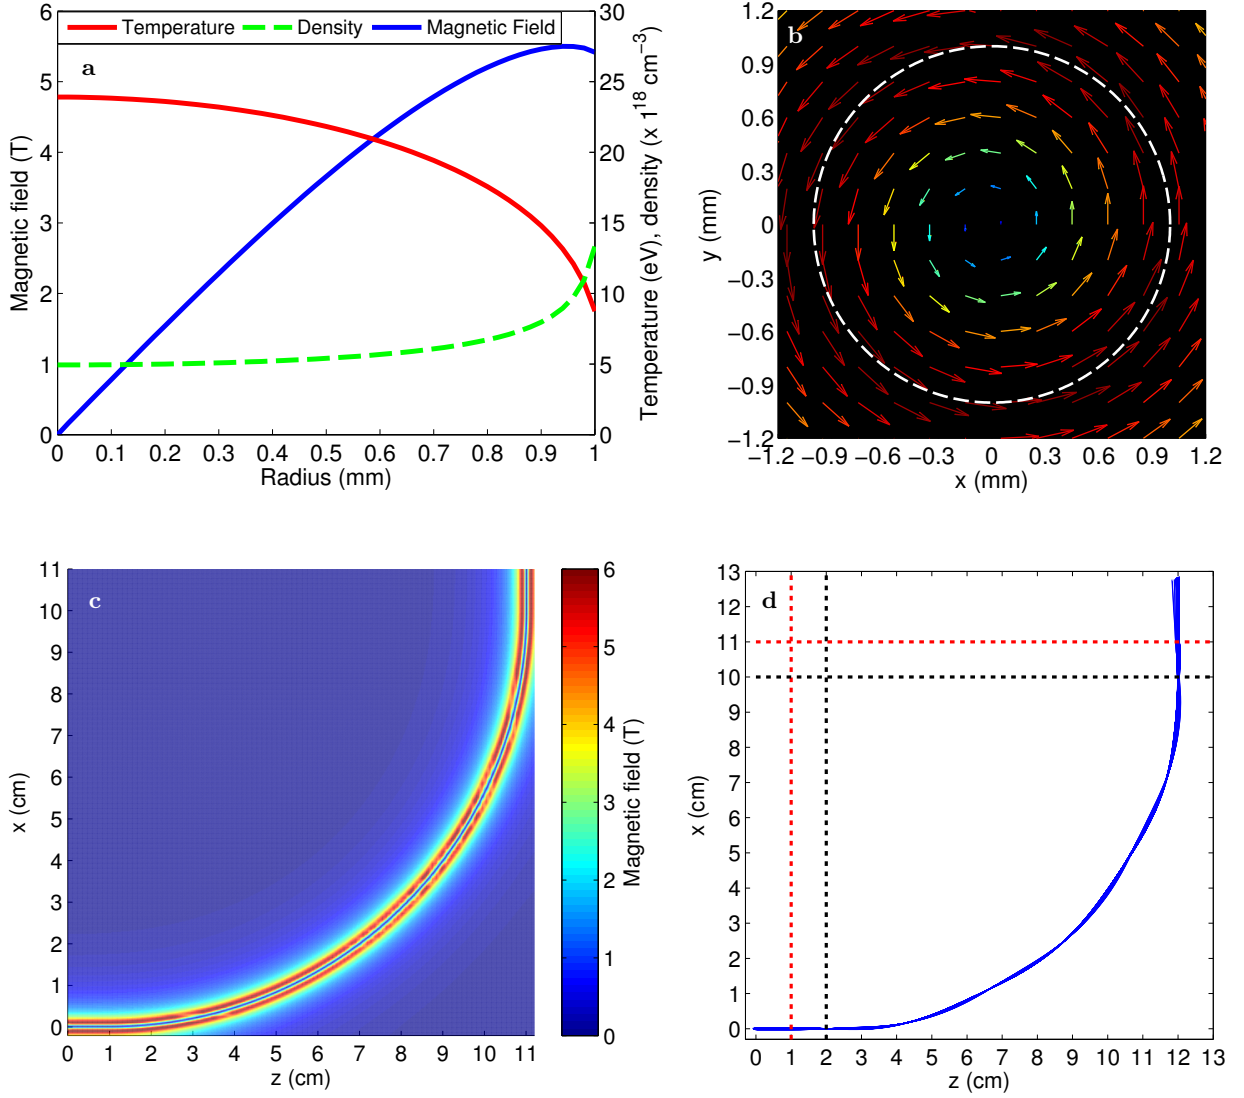 Temperature Density Magnetic Field
a
6
5
4
3
2
1
0
Magnetic field (T)
30
25
20
15
10
5
0
Temperature (eV), density (x 10^18 cm^−3)
0 0.1 0.2 0.3 0.4 0.5 0.6 0.7 0.8 0.9 1
Radius (mm)
b
1.2
0.9
0.6
0.3
0
−0.3
−0.6
−0.9
−1.2
y (mm)
−1.2 −0.9 −0.6 −0.3 0 0.3 0.6 0.9 1.2
x (mm)
c
11
10
9
8
7
6
5
4
3
2
1
0
x (cm)
0 1 2 3 4 5 6 7 8 9 10 11
z (cm)
6
5
4
3
2
1
0
Magnetic field (T)
d
13
12
11
10
9
8
7
6
5
4
3
2
1
0
x (cm)
0 1 2 3 4 5 6 7 8 9 10 11 12 13
z (cm)